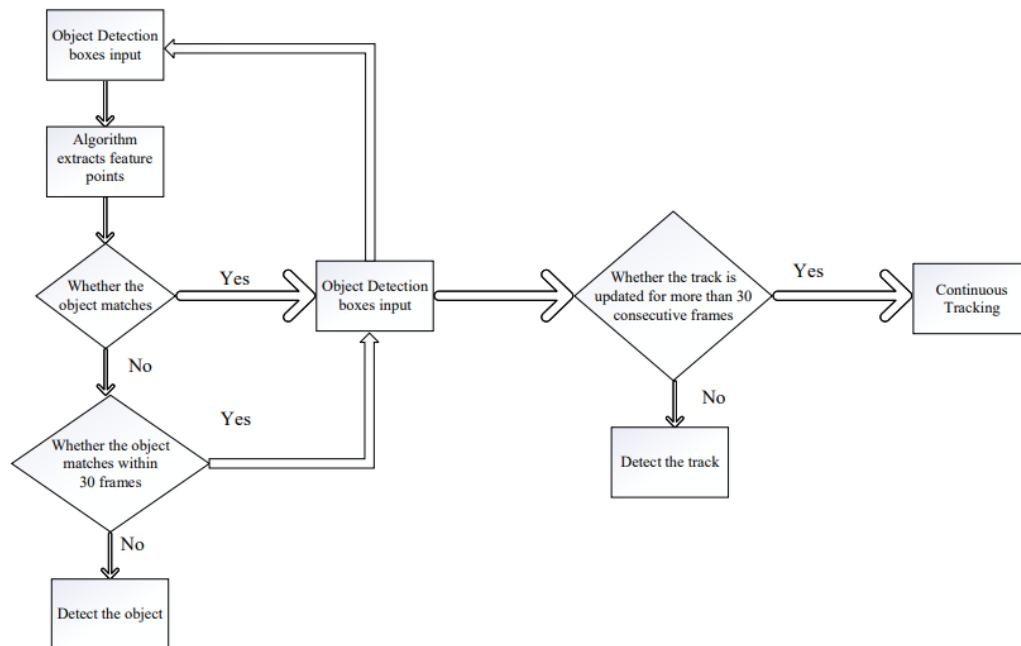 Object Detection
boxes input
Algorithm
extracts feature
points
Whether the
object matches
Yes
No
Whether the object
matches within
30 frames
Yes
No
Detect the object
Object Detection
boxes input
Whether the track is
updated for more than 30
consecutive frames
Yes
No
Detect the track
Continuous
Tracking